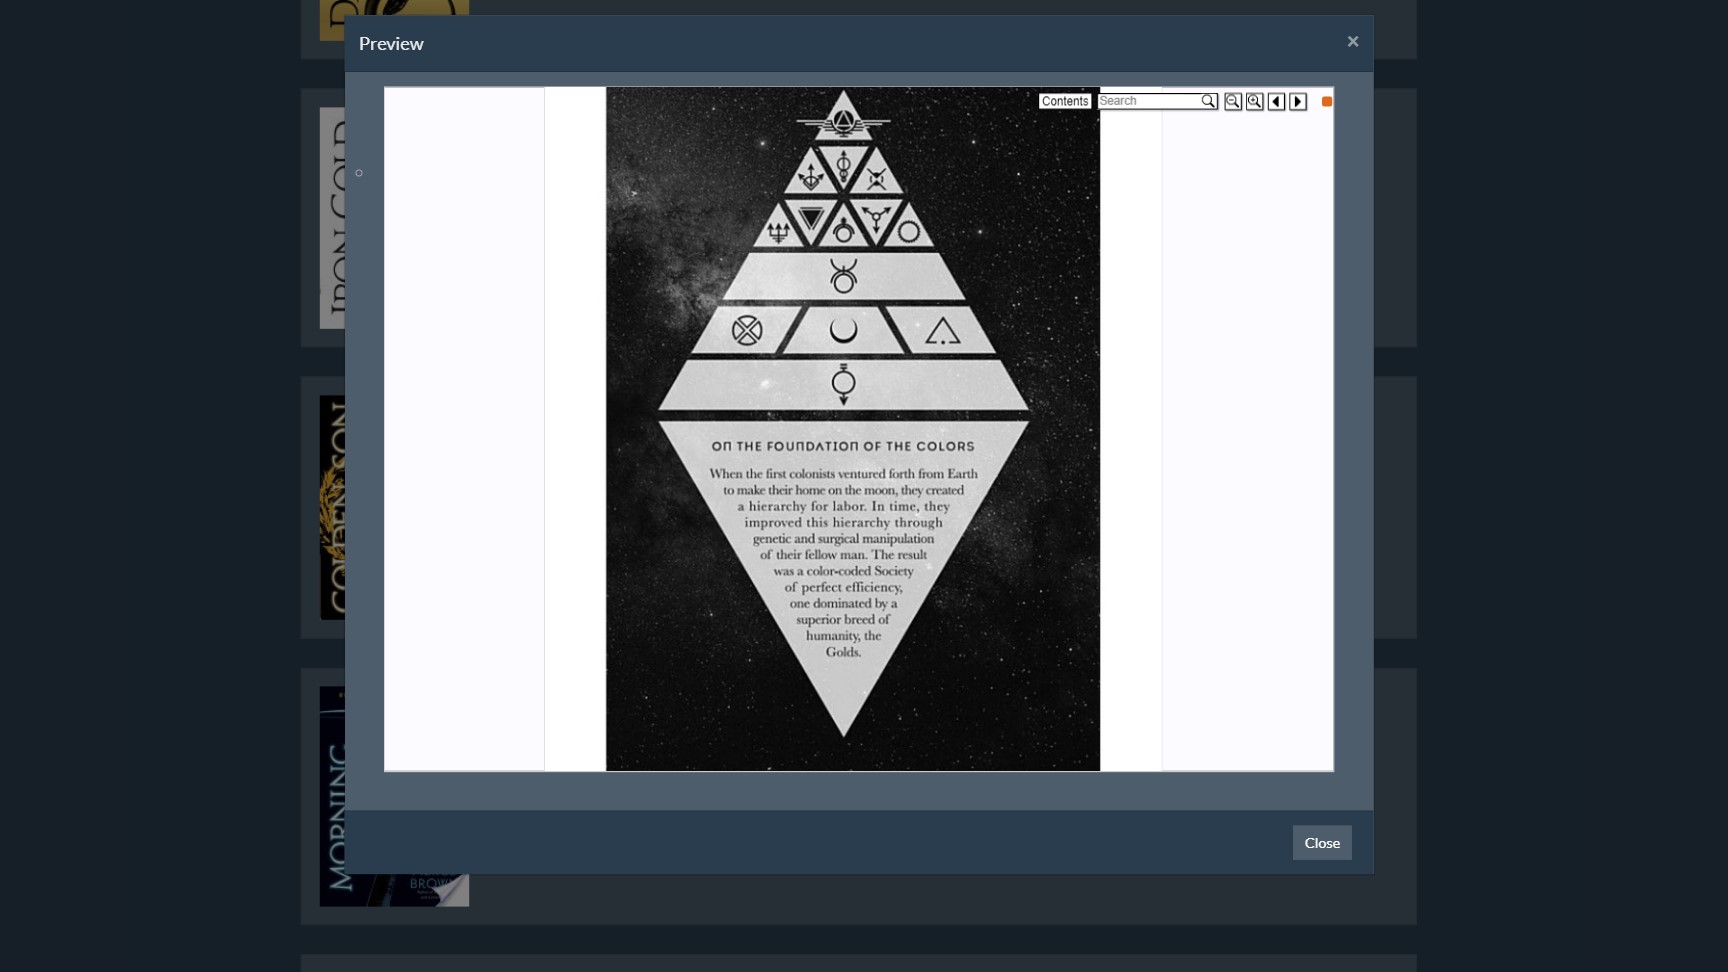 Preview
×
Contents
Search
IRON GOLD
GOLDEN SON
MORNING
BROWN
ON THE FOUNDATION OF THE COLORS
When the first colonists ventured forth from Earth
to make their home on the moon, they created
a hierarchy for labor. In time, they
improved this hierarchy through
genetic and surgical manipulation
of their fellow man. The result
was a color-coded Society
of perfect efficiency,
one dominated by a
superior breed of
humanity, the
Golds.
Close